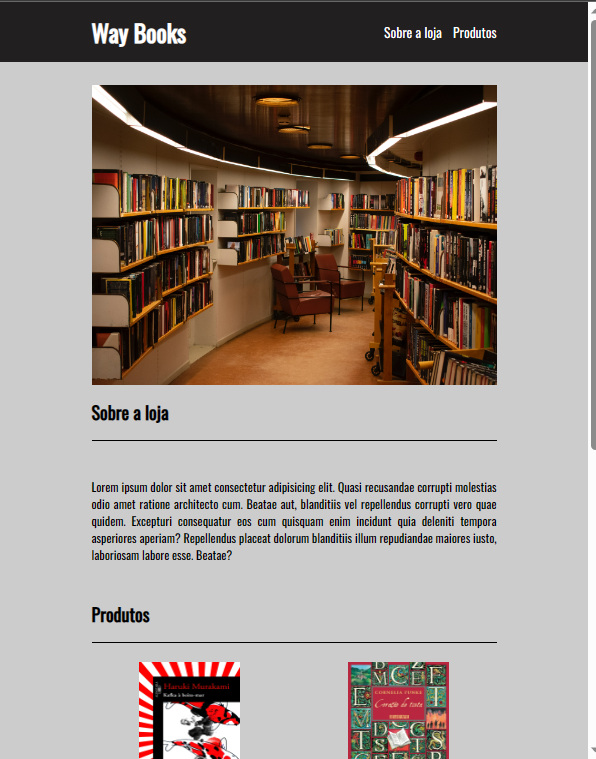 Way Books
Sobre a loja Produtos
Sobre a loja
Lorem ipsum dolor sit amet consectetur adipisicing elit. Quasi recusandae corrupti molestias
odio amet ratione architecto cum. Beatae aut, blanditiis vel repellendus corrupti vero quae
quidem. Excepturi consequatur eos cum quisquam enim incidunt quia deleniti tempora
asperiores aperiam? Repellendus placeat dolorum blanditiis illum repudiandae maiores iusto,
laboriosam labore esse. Beatae?
Produtos
Haruki Murakami
Kafka à beira-mar
CORNELIA FUNKE
Coração de tinta